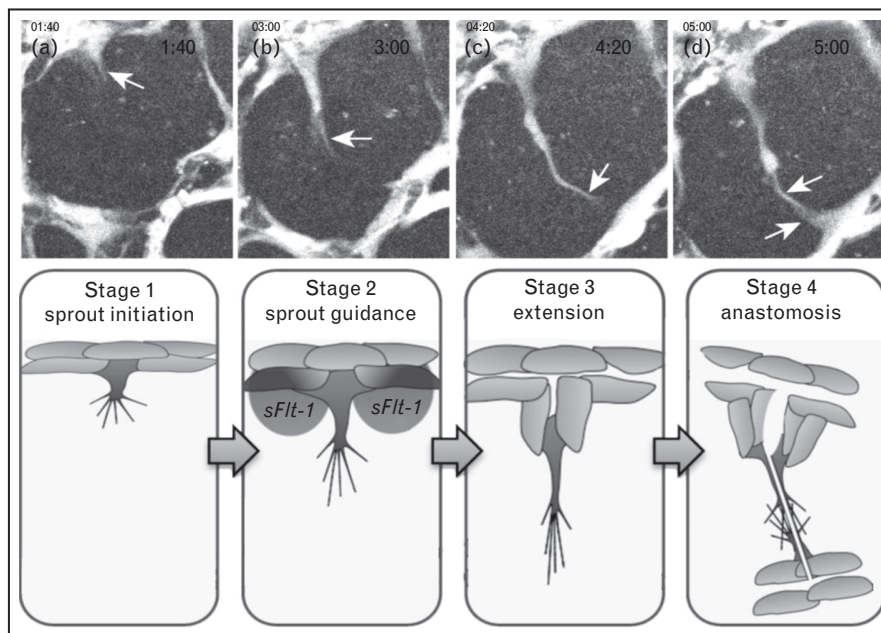 01:40
(a) 1:40
03:00
(b) 3:00
04:20
(c) 4:20
05:00
(d) 5:00
Stage 1
sprout initiation
Stage 2
sprout guidance
sFlt-1 sFlt-1
Stage 3
extension
Stage 4
anastomosis